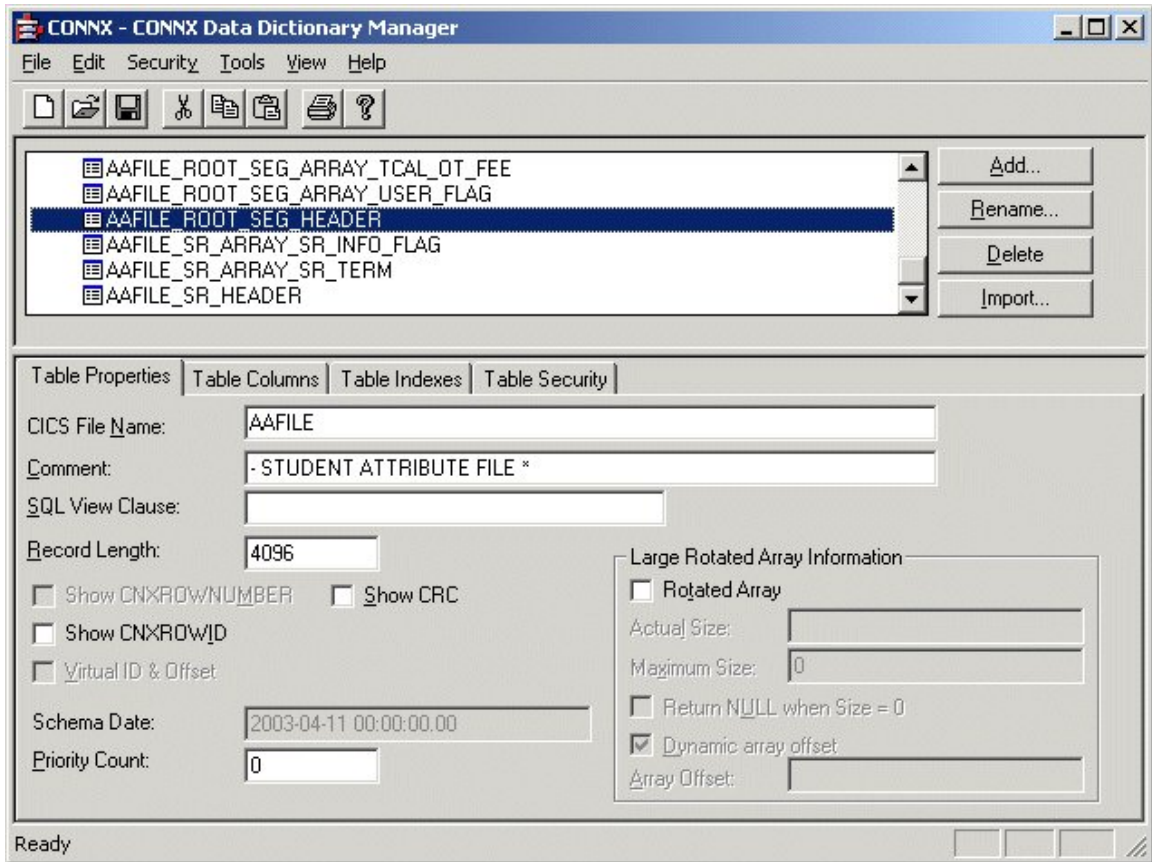 CONNX - CONNX Data Dictionary Manager
File Edit Security Tools View Help
AAFILE_ROOT_SEG_ARRAY_TCAL_OT_FEE
AAFILE_ROOT_SEG_ARRAY_USER_FLAG
AAFILE_ROOT_SEG_HEADER
AAFILE_SR_ARRAY_SR_INFO_FLAG
AAFILE_SR_ARRAY_SR_TERM
AAFILE_SR_HEADER
Add...
Rename...
Delete
Import...
Table Properties Table Columns Table Indexes Table Security
CICS File Name: AAFILE
Comment: - STUDENT ATTRIBUTE FILE *
SQL View Clause:
Record Length: 4096
Show CNXROWNUMBER Show CRC
Show CNXROWID
Virtual ID & Offset
Schema Date: 2003-04-11 00:00:00.00
Priority Count: 0
Large Rotated Array Information
Rotated Array
Actual Size:
Maximum Size: 0
Return NULL when Size = 0
Dynamic array offset
Array Offset:
Ready